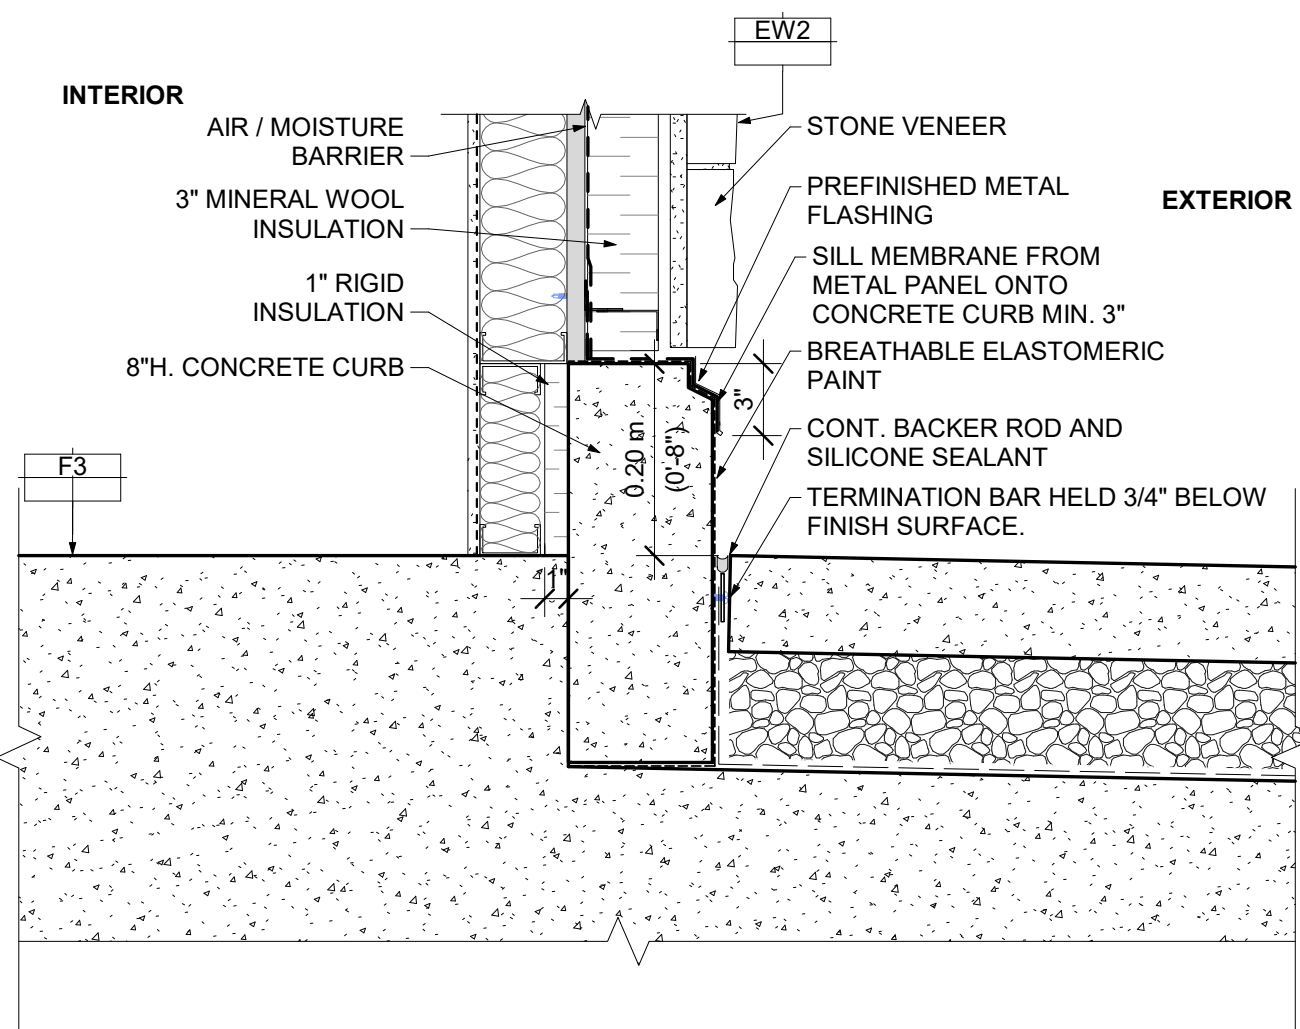 EW2
INTERIOR
AIR / MOISTURE
BARRIER
3" MINERAL WOOL
INSULATION
1" RIGID
INSULATION
8"H. CONCRETE CURB
F3
STONE VENEER
PREFINISHED METAL
FLASHING
EXTERIOR
SILL MEMBRANE FROM
METAL PANEL ONTO
CONCRETE CURB MIN. 3"
BREATHABLE ELASTOMERIC
PAINT
CONT. BACKER ROD AND
SILICONE SEALANT
TERMINATION BAR HELD 3/4" BELOW
FINISH SURFACE.
3"
0.20 m
(0'-8")
1"